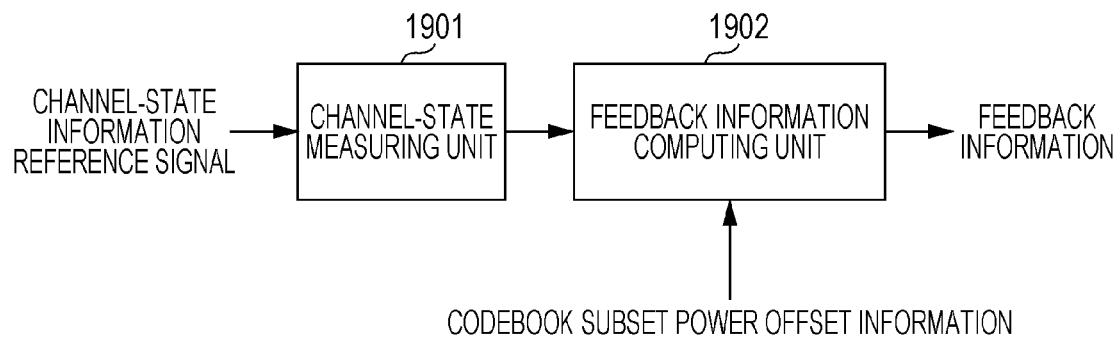 1901
1902
CHANNEL-STATE
INFORMATION
REFERENCE SIGNAL
CHANNEL-STATE
MEASURING UNIT
FEEDBACK INFORMATION
COMPUTING UNIT
FEEDBACK
INFORMATION
CODEBOOK SUBSET POWER OFFSET INFORMATION